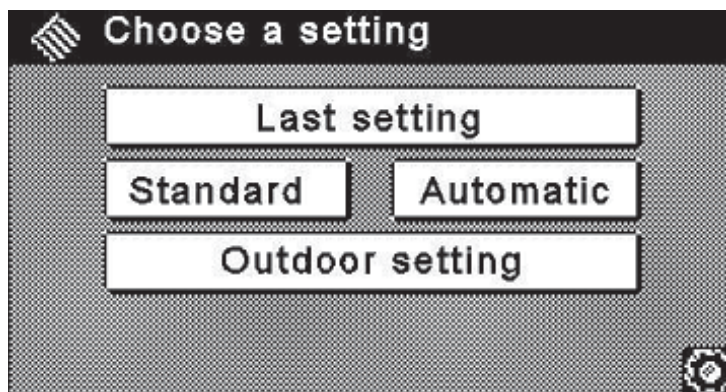 Choose a setting
Last setting
Standard Automatic
Outdoor setting